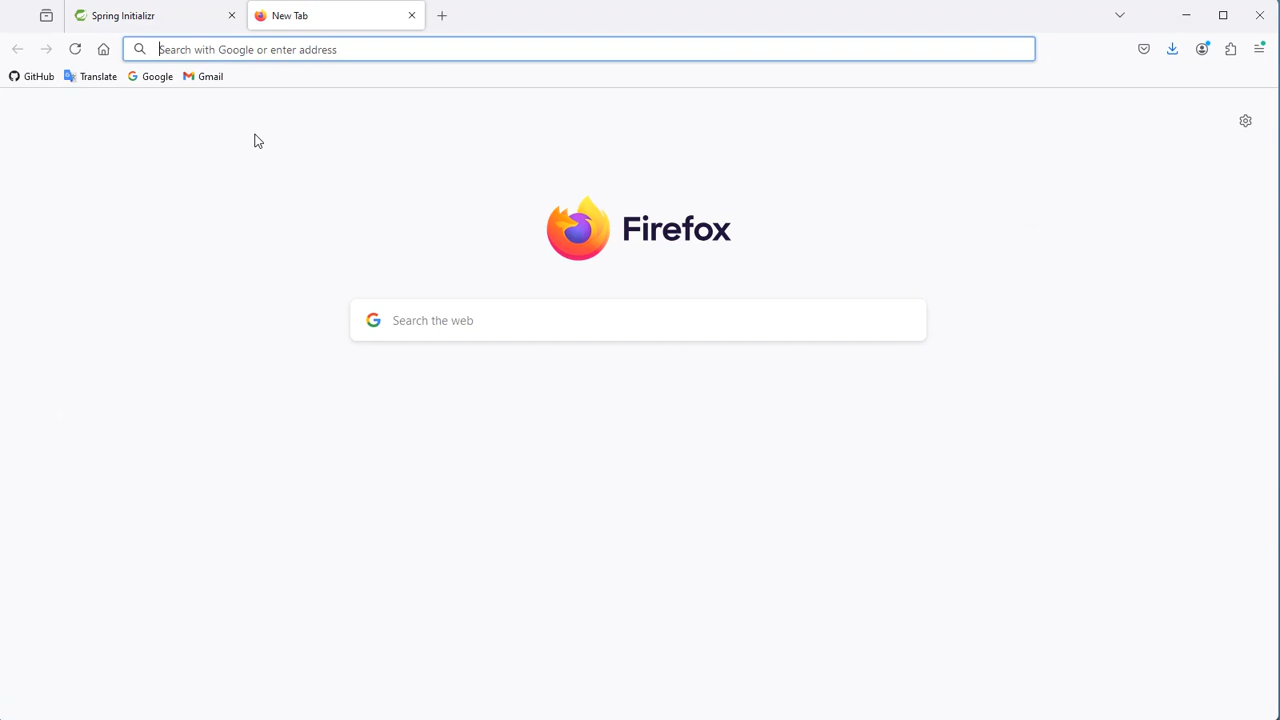 Spring Initializr
New Tab
Search with Google or enter address
GitHub
Translate
Google
Gmail
Firefox
Search the web